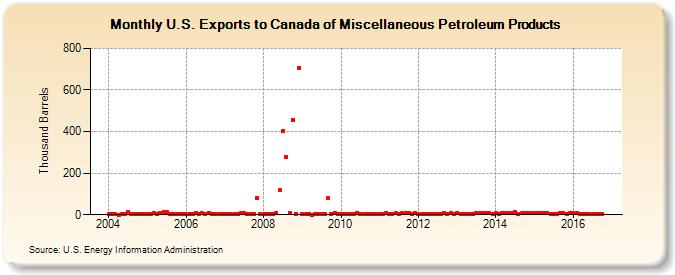 Monthly U.S. Exports to Canada of Miscellaneous Petroleum Products
Thousand Barrels
800
600
400
200
0
2004 2006 2008 2010 2012 2014 2016
Source: U.S. Energy Information Administration